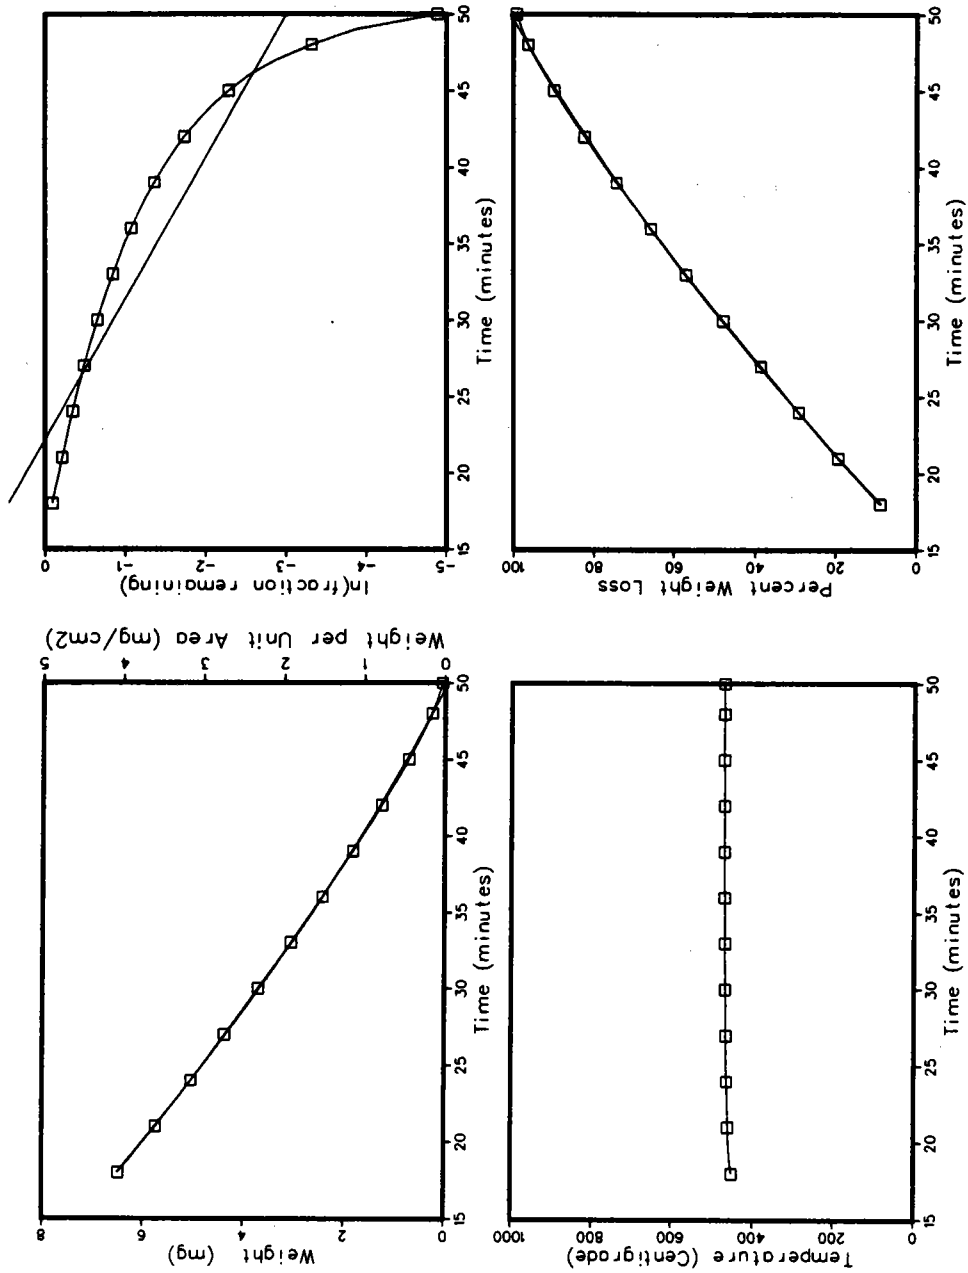 Weight (mg)
8
6
4
2
0
15 20 25 30 35 40 45 50
Time (minutes)
5
4
3
2
1
0
Weight per Unit Area (mg/cm2)
ln(fraction remaining)
0
-1
-2
-3
-4
-5
15 20 25 30 35 40 45 50
Time (minutes)
Temperature (Centigrade)
1000
800
600
400
200
0
15 20 25 30 35 40 45 50
Time (minutes)
Percent Weight Loss
100
80
60
40
20
0
15 20 25 30 35 40 45 50
Time (minutes)